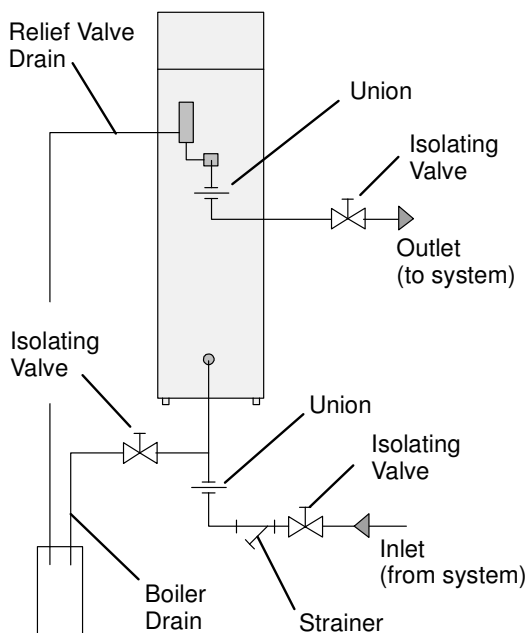 Relief Valve
Drain
Union
Isolating
Valve
Outlet
(to system)
Isolating
Valve
Union
Isolating
Valve
Inlet
(from system)
Boiler
Drain
Strainer